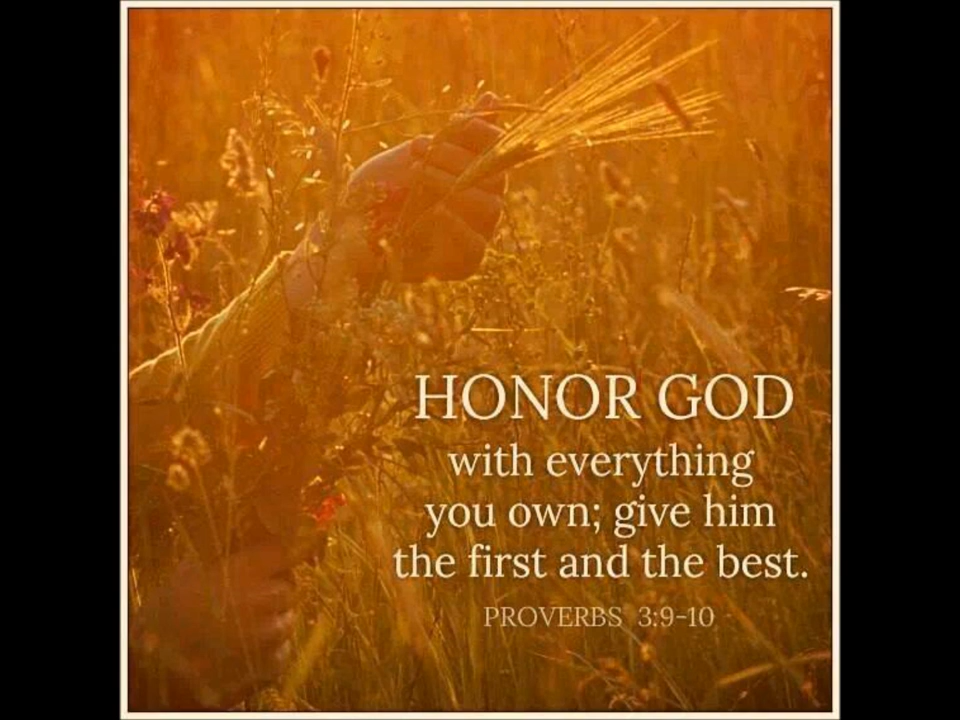 HONOR GOD
with everything
you own; give him
the first and the best.
PROVERBS 3:9-10